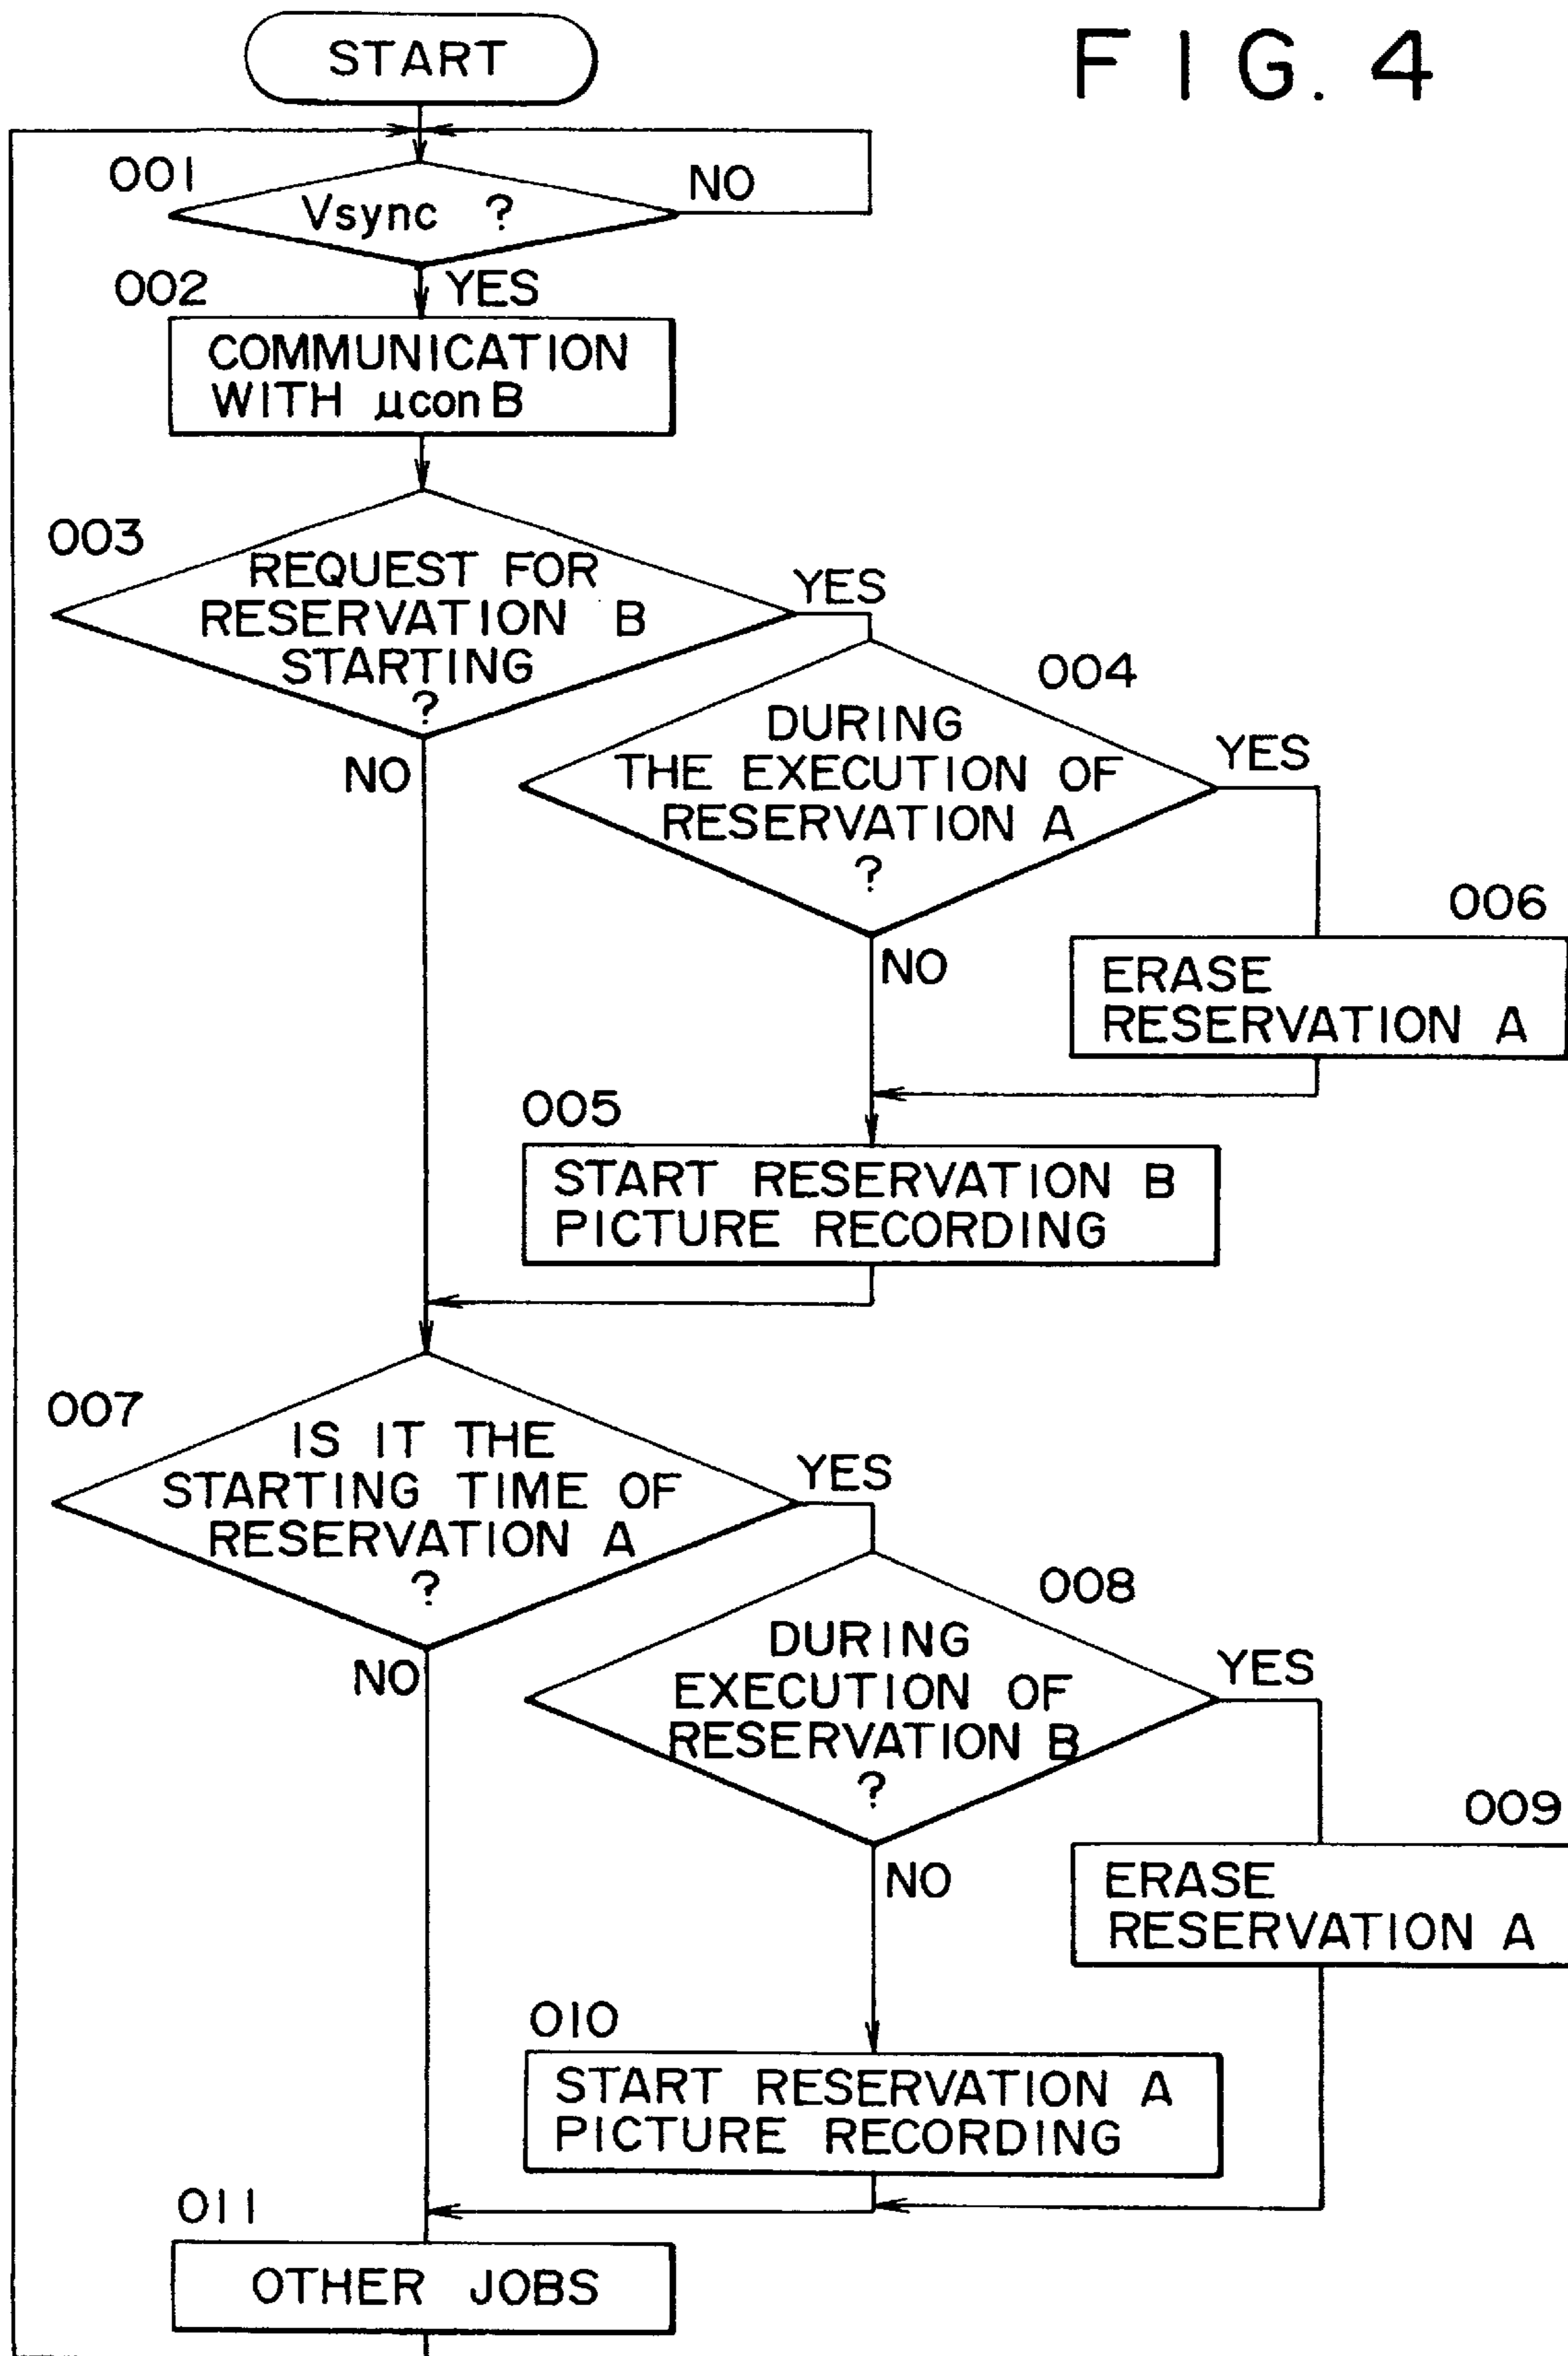 START
F I G. 4
001
Vsync ?
NO
002
YES
COMMUNICATION
WITH μcon B
003
REQUEST FOR
RESERVATION B
STARTING
?
YES
NO
004
DURING
THE EXECUTION OF
RESERVATION A
?
YES
NO
006
ERASE
RESERVATION A
005
START RESERVATION B
PICTURE RECORDING
007
IS IT THE
STARTING TIME OF
RESERVATION A
?
YES
NO
008
DURING
EXECUTION OF
RESERVATION B
?
YES
NO
009
ERASE
RESERVATION A
010
START RESERVATION A
PICTURE RECORDING
011
OTHER JOBS